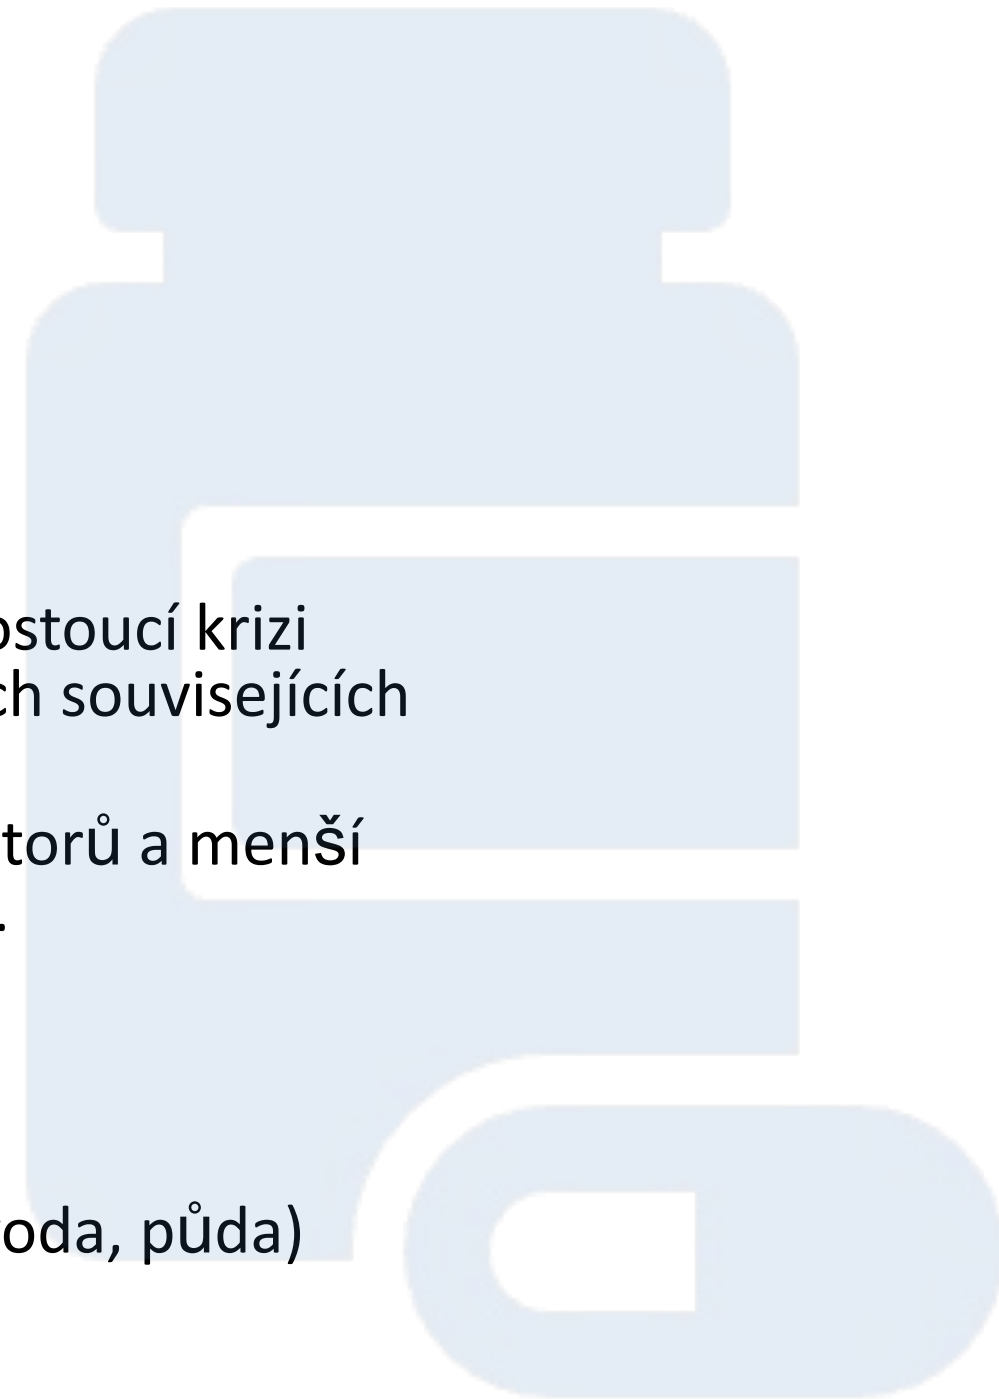 ostoucí krizi
ch souvisejících
torů a menší
.
oda, půda)